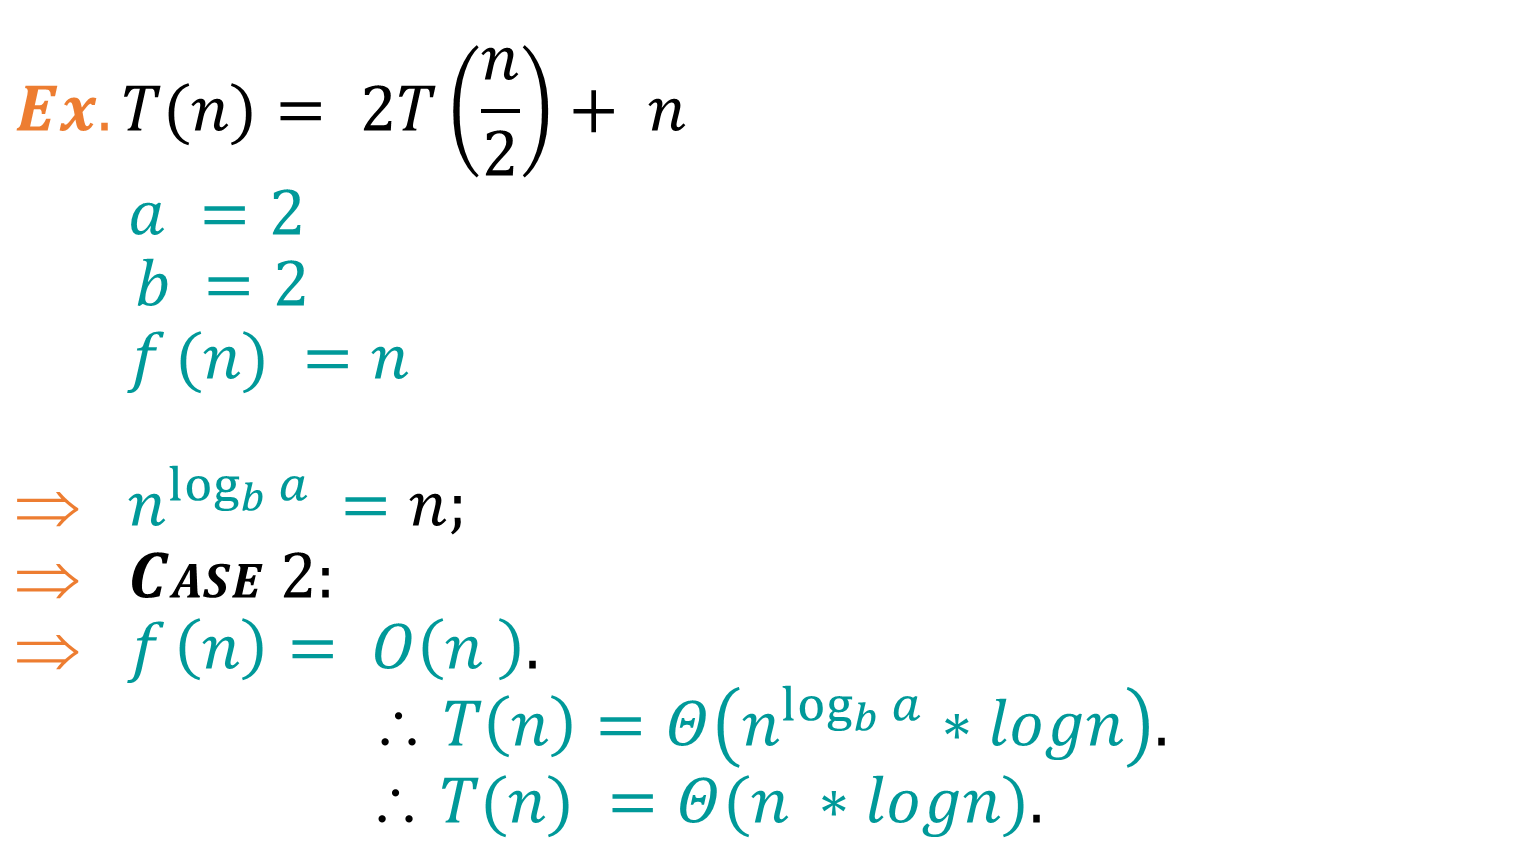 Ex. T(n) = 2T(n/2) + n
a = 2
b = 2
f(n) = n
⇒ n^{log_b a} = n;
⇒ CASE 2:
⇒ f(n) = O(n ).
∴ T(n) = Θ(n^{log_b a} * logn).
∴ T(n) = Θ(n * logn).